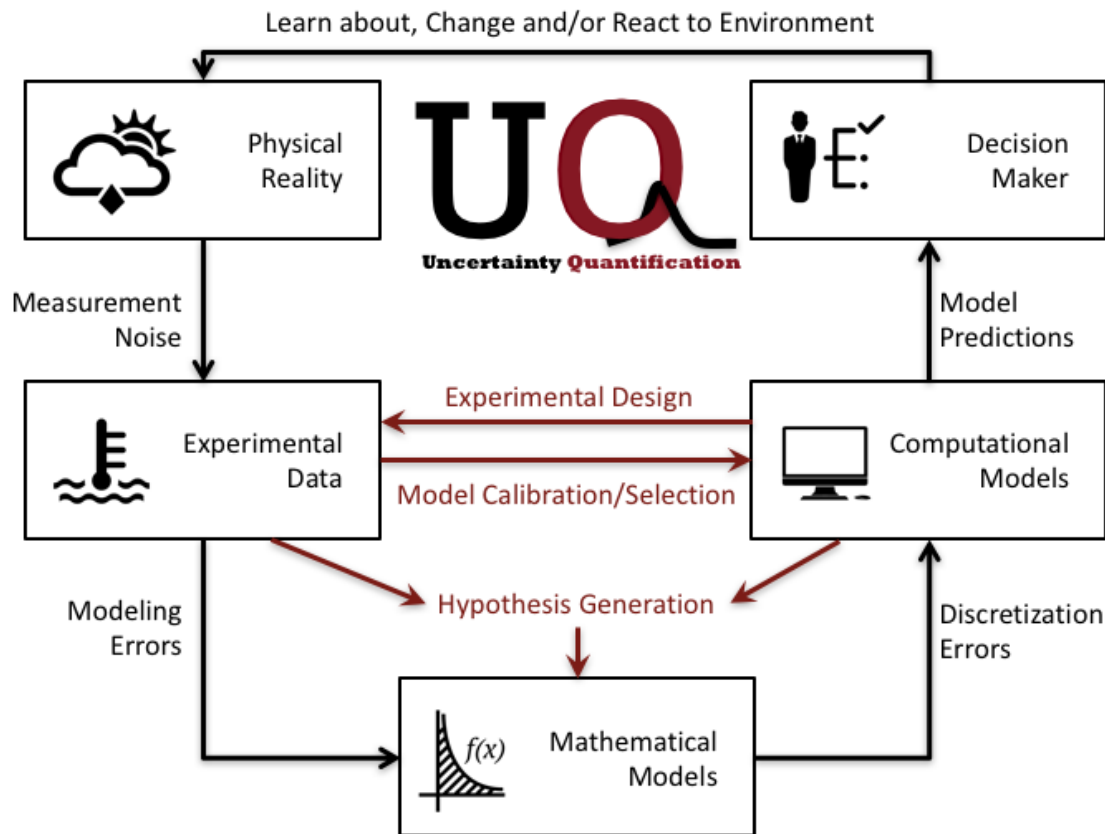 Learn about, Change and/or React to Environment
Physical
Reality
UQ
Uncertainty Quantification
Decision
Maker
Measurement
Noise
Model
Predictions
Experimental
Data
Experimental Design
Model Calibration/Selection
Computational
Models
Modeling
Errors
Hypothesis Generation
Discretization
Errors
f(x)
Mathematical
Models